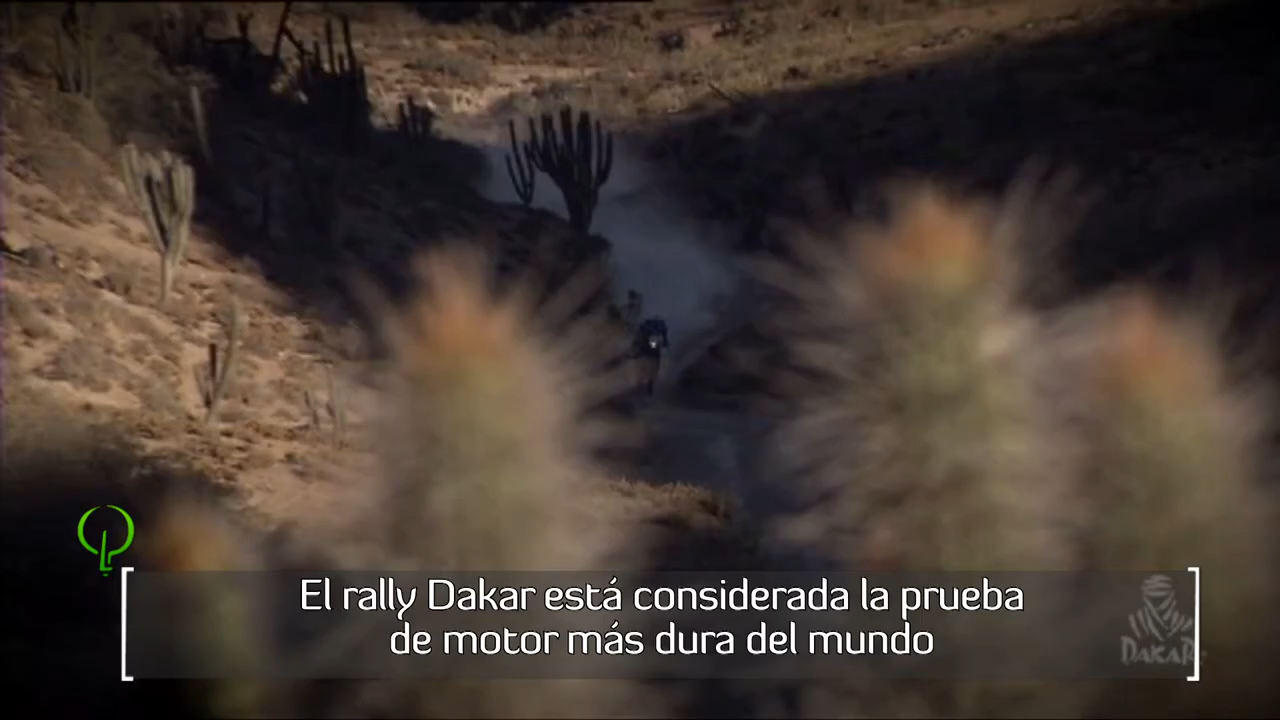 El rally Dakar está considerada la prueba
de motor más dura del mundo
DAKAR